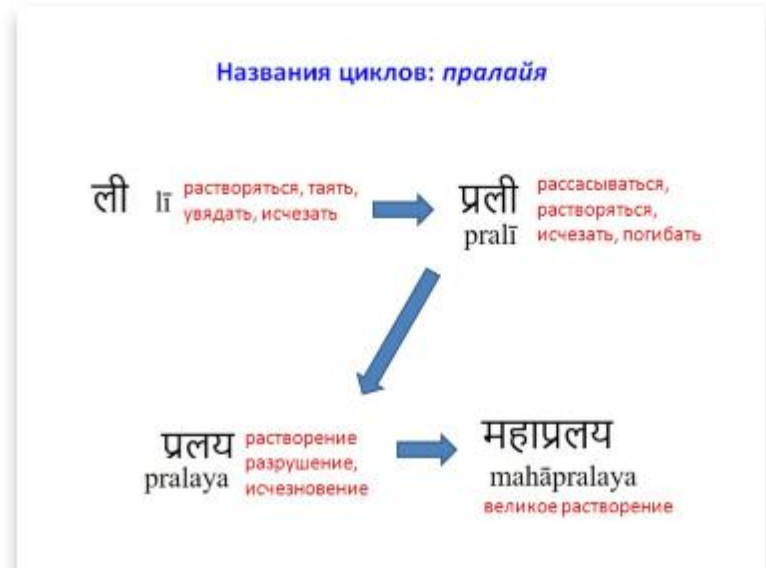 Названия циклов: пралайя
ली lī растворяться, таять,
увядать, исчезать
प्रली
pralī
рассасываться,
растворяться,
исчезать, погибать
प्रलय
pralaya
растворение
разрушение,
исчезновение
महाप्रलय
mahāpralaya
великое растворение